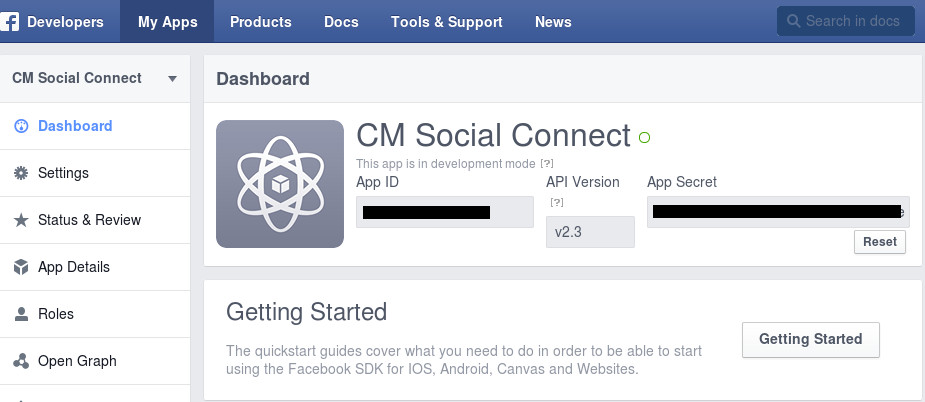 f Developers My Apps Products Docs Tools & Support News Search in docs
CM Social Connect
Dashboard
Settings
Status & Review
App Details
Roles
Open Graph
Dashboard
CM Social Connect
This app is in development mode [?]
App ID API Version App Secret
[?]
v2.3
e
Reset
Getting Started
The quickstart guides cover what you need to do in order to be able to start
using the Facebook SDK for IOS, Android, Canvas and Websites.
Getting Started